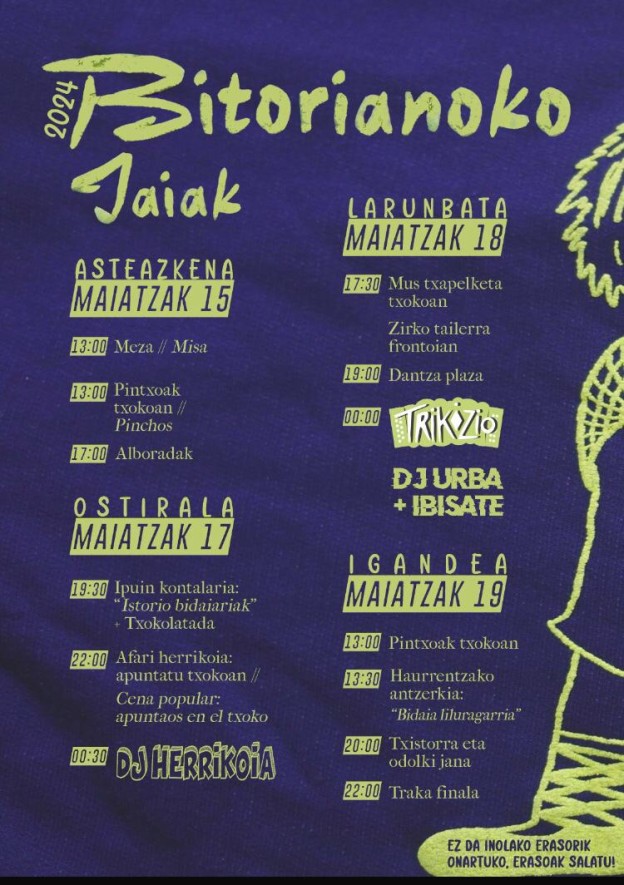 2024
Bitorianoko
Jaiak
ASTEAZKENA
MAIATZAK 15
13:00 Meza // Misa
13:00 Pintxoak
txokoan //
Pinchos
17:00 Alboradak
OSTIRALA
MAIATZAK 17
19:30 Ipuin kontalaria:
"Istorio bidaiariak"
+ Txokolatada
22:00 Afari herrikoia:
apuntatu txokoan //
Cena popular:
apuntaos en el txoko
00:30 DJ HERRIKOIA
LARUNBATA
MAIATZAK 18
17:30 Mus txapelketa
txokoan
Zirko tailerra
frontoian
19:00 Dantza plaza
00:00 TRIKIZIO
DJ URBA
+ IBISATE
IGANDEA
MAIATZAK 19
13:00 Pintxoak txokoan
13:30 Haurrentzako
antzerkia:
"Bidaia liluragarria"
20:00 Txistorra eta
odolki jana
22:00 Traka finala
EZ DA INOLAKO ERASORIK
ONARTUKO, ERASOAK SALATU!